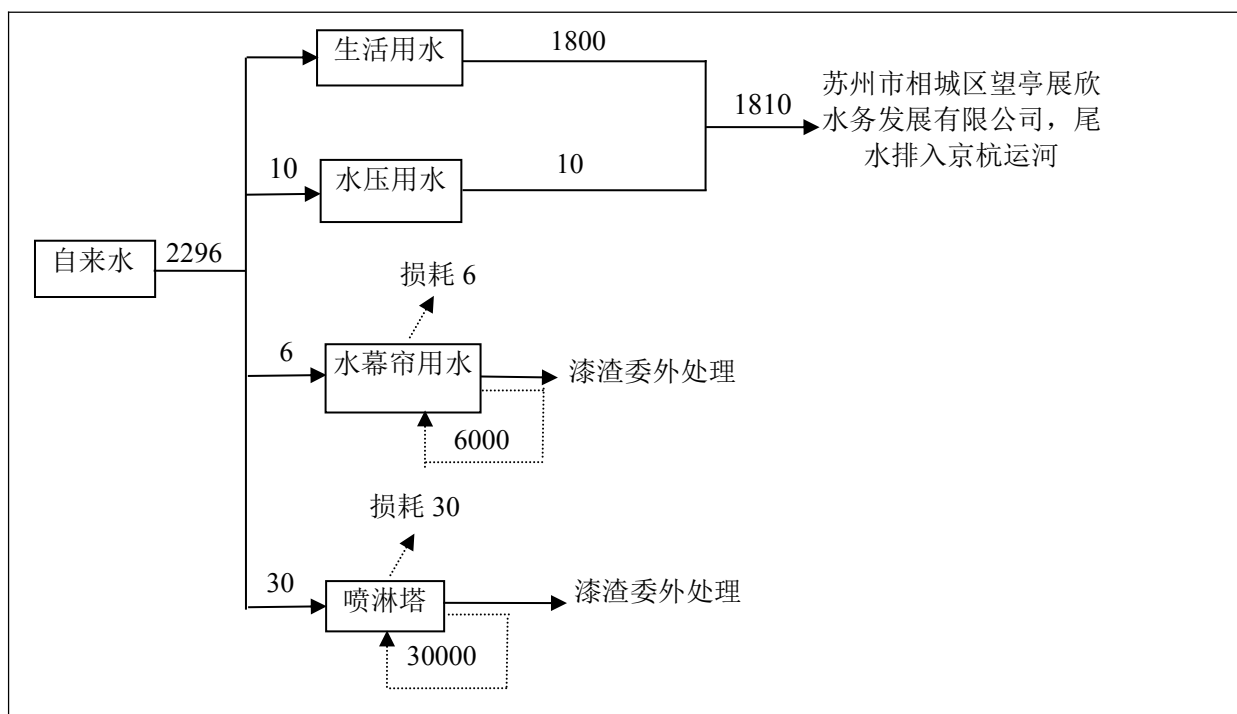 生活用水
1800
苏州市相城区望亭展欣
水务发展有限公司，尾
水排入京杭运河
1810
10
水压用水
10
自来水
2296
损耗 6
6
水幕帘用水
漆渣委外处理
6000
损耗 30
30
喷淋塔
漆渣委外处理
30000